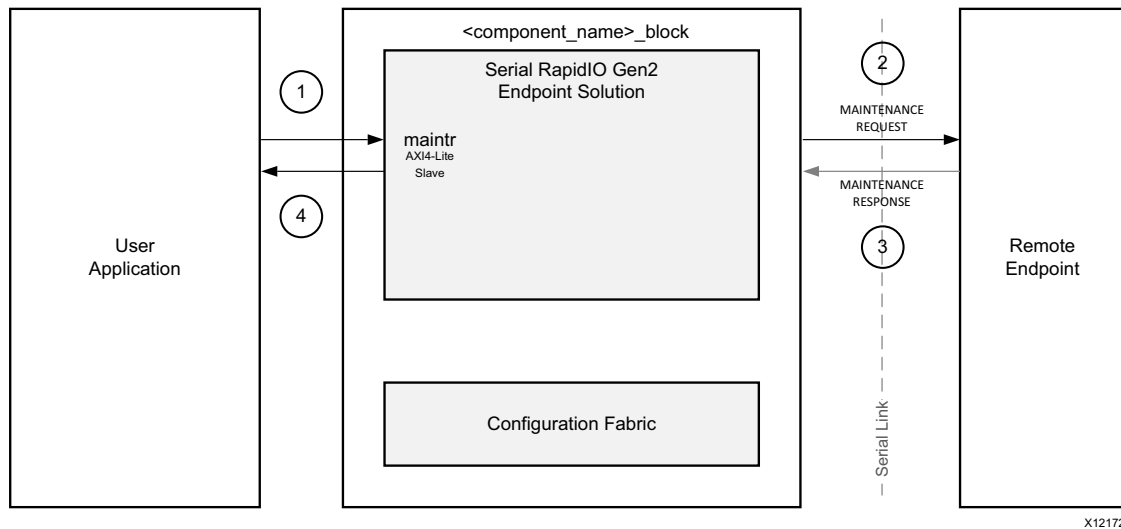 <component_name>_block
Serial RapidIO Gen2
Endpoint Solution
1
2
MAINTENANCE
REQUEST
maintr
AXI4-Lite
Slave
MAINTENANCE
RESPONSE
4
3
User
Application
Remote
Endpoint
Configuration Fabric
Serial Link
X12172